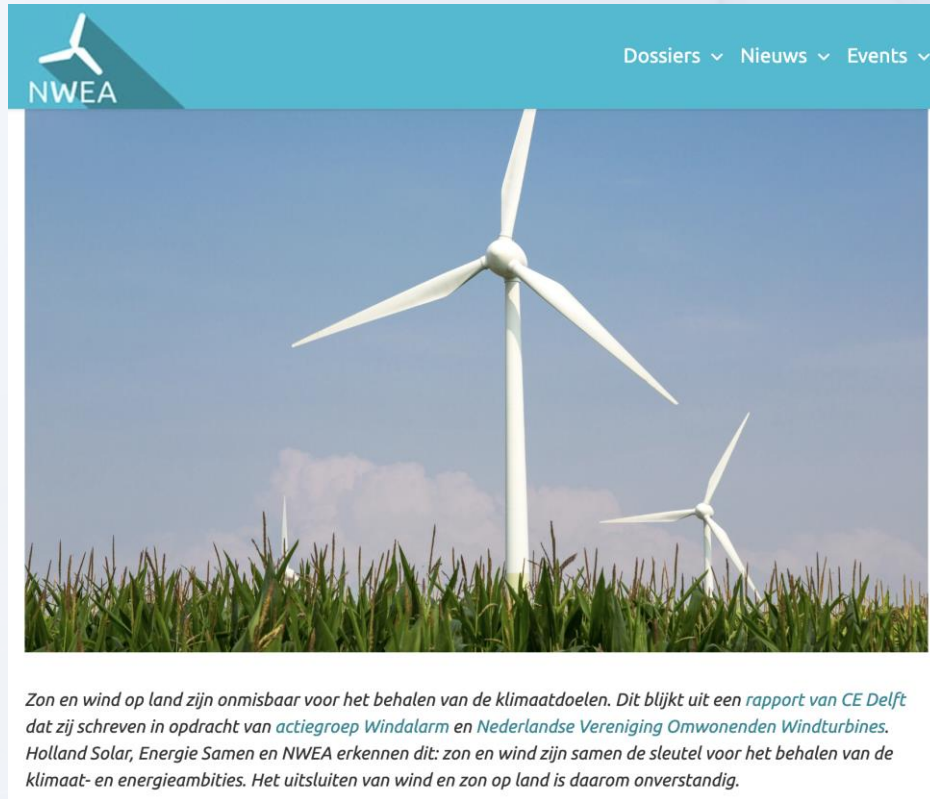 NWEA
Dossiers Nieuws Events
Zon en wind op land zijn onmisbaar voor het behalen van de klimaatdoelen. Dit blijkt uit een rapport van CE Delft
dat zij schreven in opdracht van actiegroep Windalarm en Nederlandse Vereniging Omwonenden Windturbines.
Holland Solar, Energie Samen en NWEA erkennen dit: zon en wind zijn samen de sleutel voor het behalen van de
klimaat- en energieambities. Het uitsluiten van wind en zon op land is daarom onverstandig.